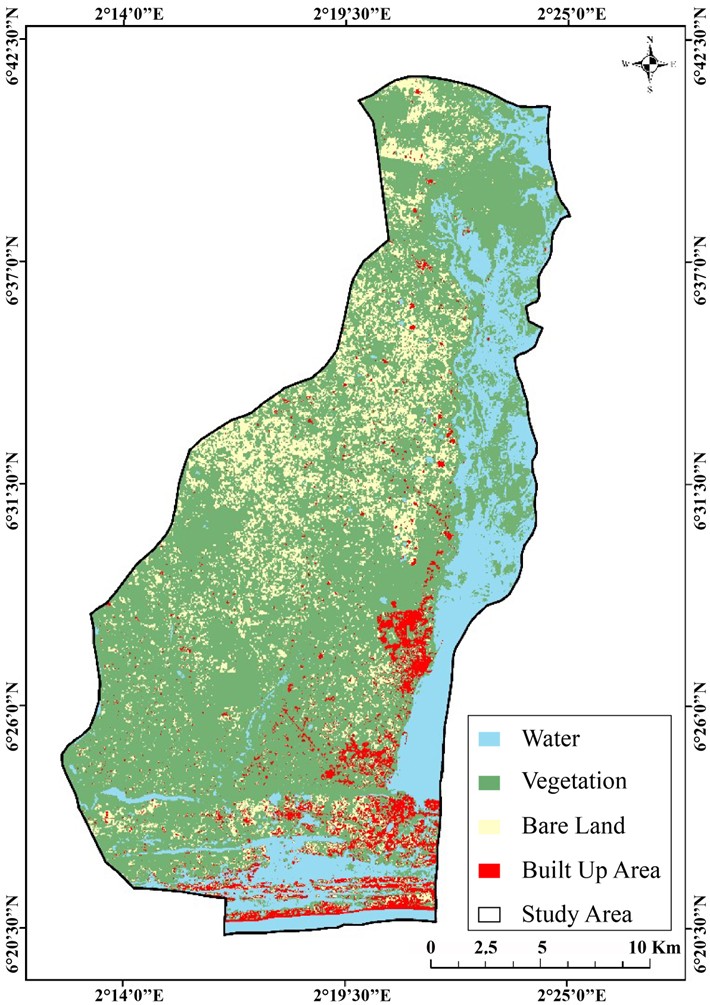 2°14'0"E 2°19'30"E 2°25'0"E
6°42'30"N 6°42'30"N
N
W E
S
6°37'0"N 6°37'0"N
6°31'30"N 6°31'30"N
6°26'0"N 6°26'0"N
Water
Vegetation
Bare Land
Built Up Area
Study Area
6°20'30"N 6°20'30"N
0 2.5 5 10 Km
2°14'0"E 2°19'30"E 2°25'0"E